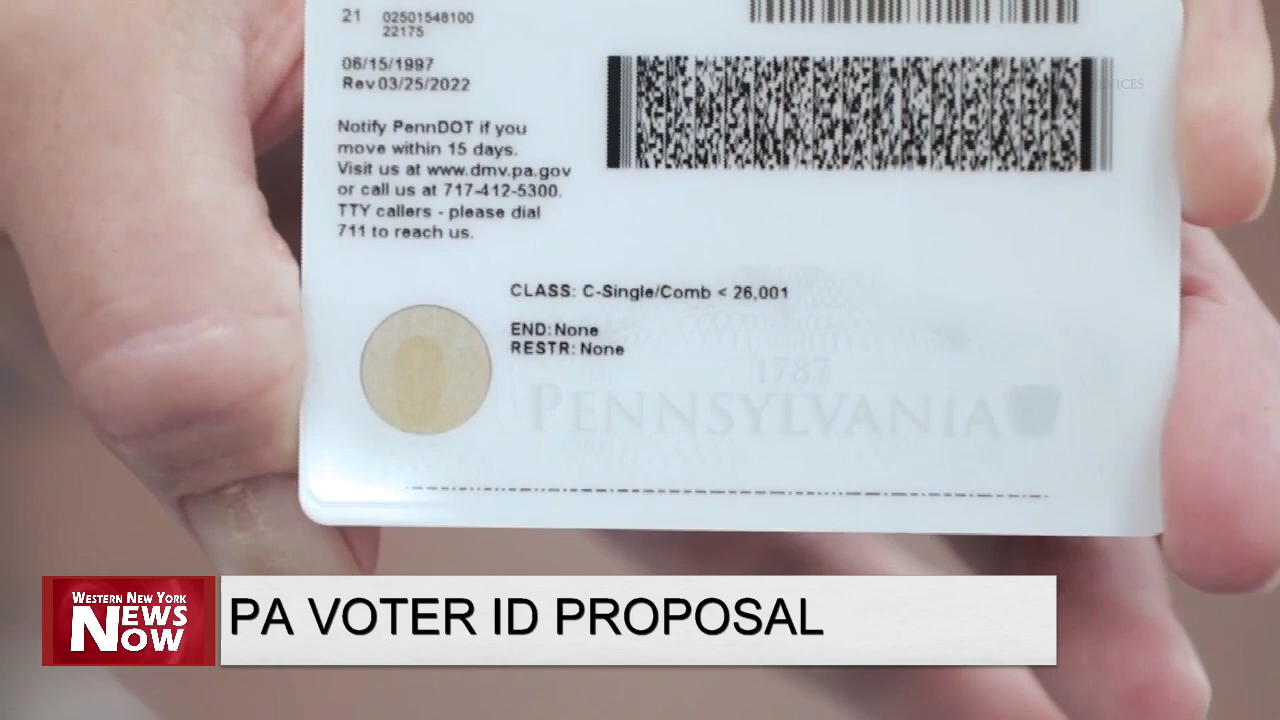 21 02501548100
22175
06/15/1997
Rev 03/25/2022
Notify PennDOT if you
move within 15 days.
Visit us at www.dmv.pa.gov
or call us at 717-412-5300.
TTY callers - please dial
711 to reach us.
CLASS: C-Single/Comb < 26,001
END: None
RESTR: None
1787
PENNSYLVANIA
WESTERN NEW YORK
NEWS
NOW
PA VOTER ID PROPOSAL